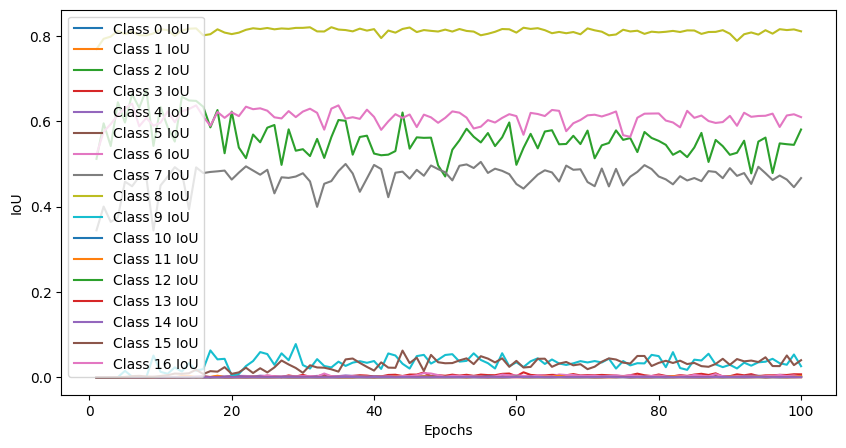 Class 0 IoU
Class 1 IoU
Class 2 IoU
Class 3 IoU
Class 4 IoU
Class 5 IoU
Class 6 IoU
Class 7 IoU
Class 8 IoU
Class 9 IoU
Class 10 IoU
Class 11 IoU
Class 12 IoU
Class 13 IoU
Class 14 IoU
Class 15 IoU
Class 16 IoU
0.8
0.6
0.4
0.2
0.0
IoU
0 20 40 60 80 100
Epochs